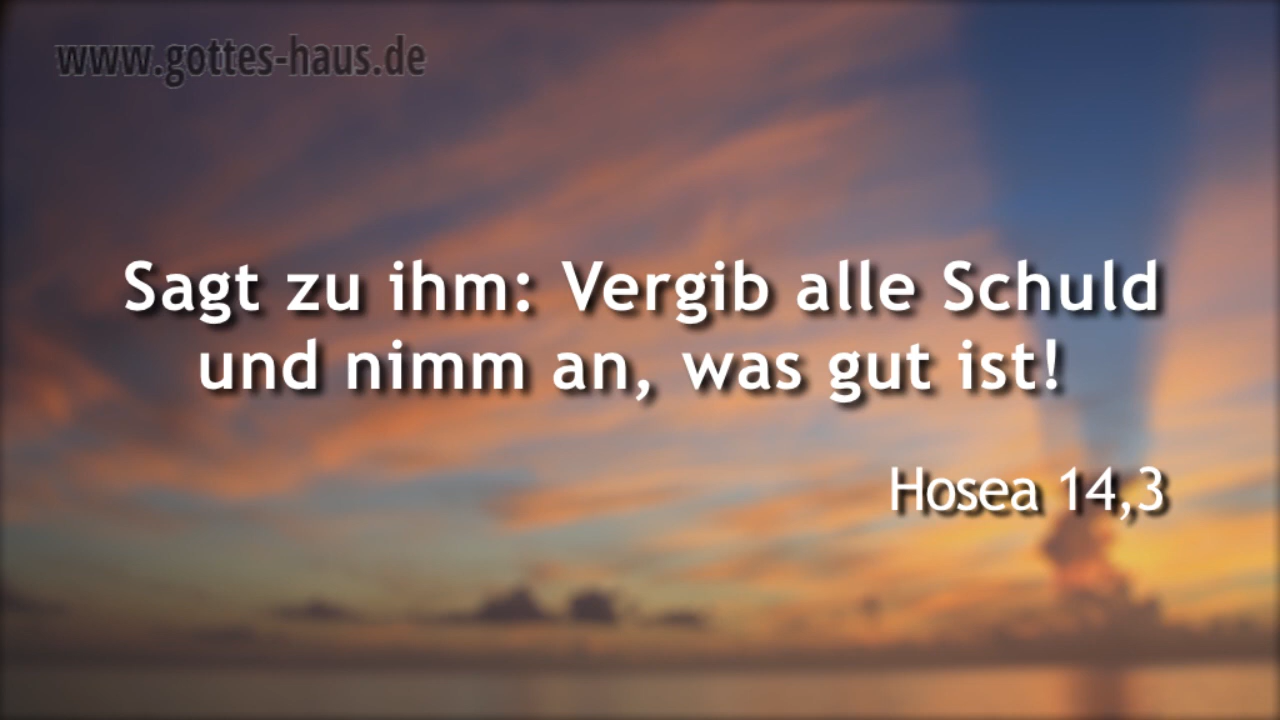 www.gottes-haus.de
Sagt zu ihm: Vergib alle Schuld
und nimm an, was gut ist!
Hosea 14,3